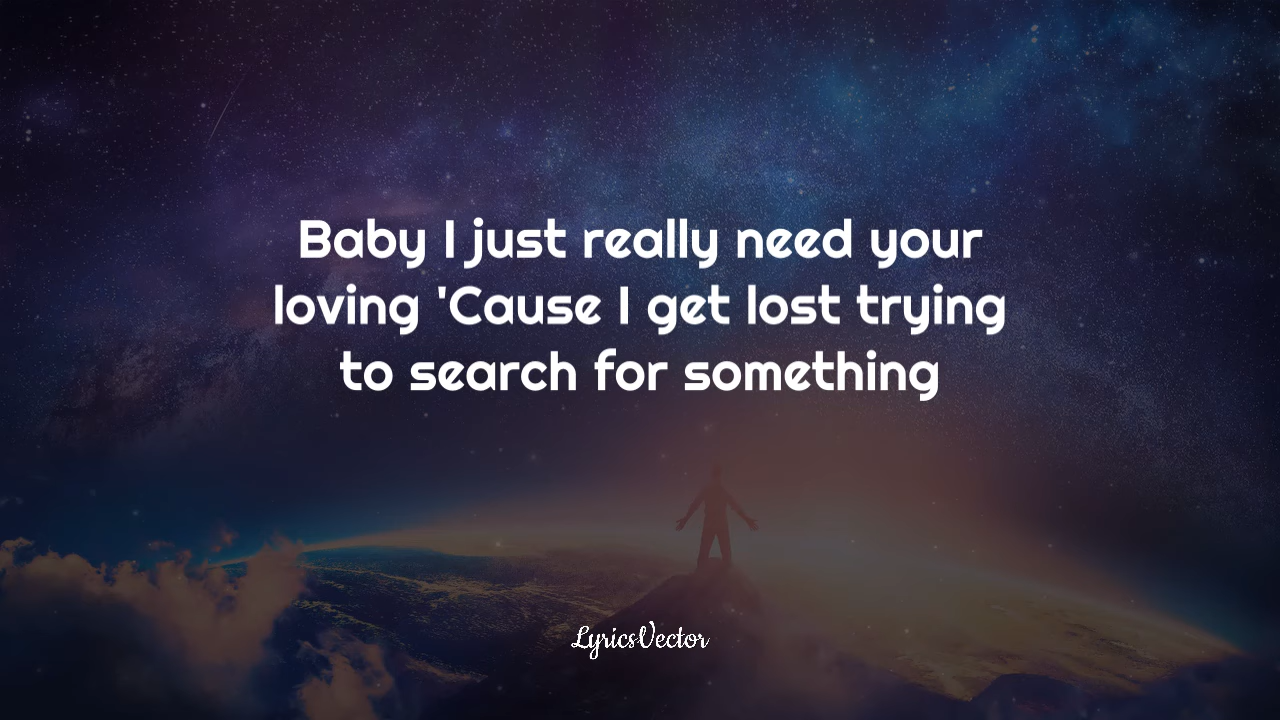 Baby I just really need your
loving 'Cause I get lost trying
to search for something
LyricsVector